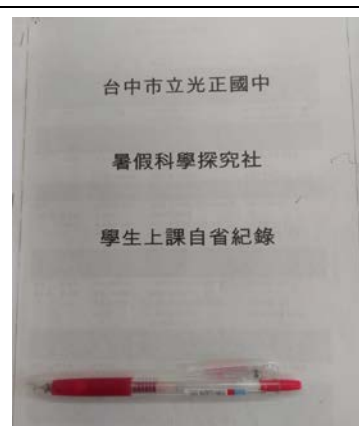 台中市立光正國中
暑假科學探究社
學生上課自省紀錄